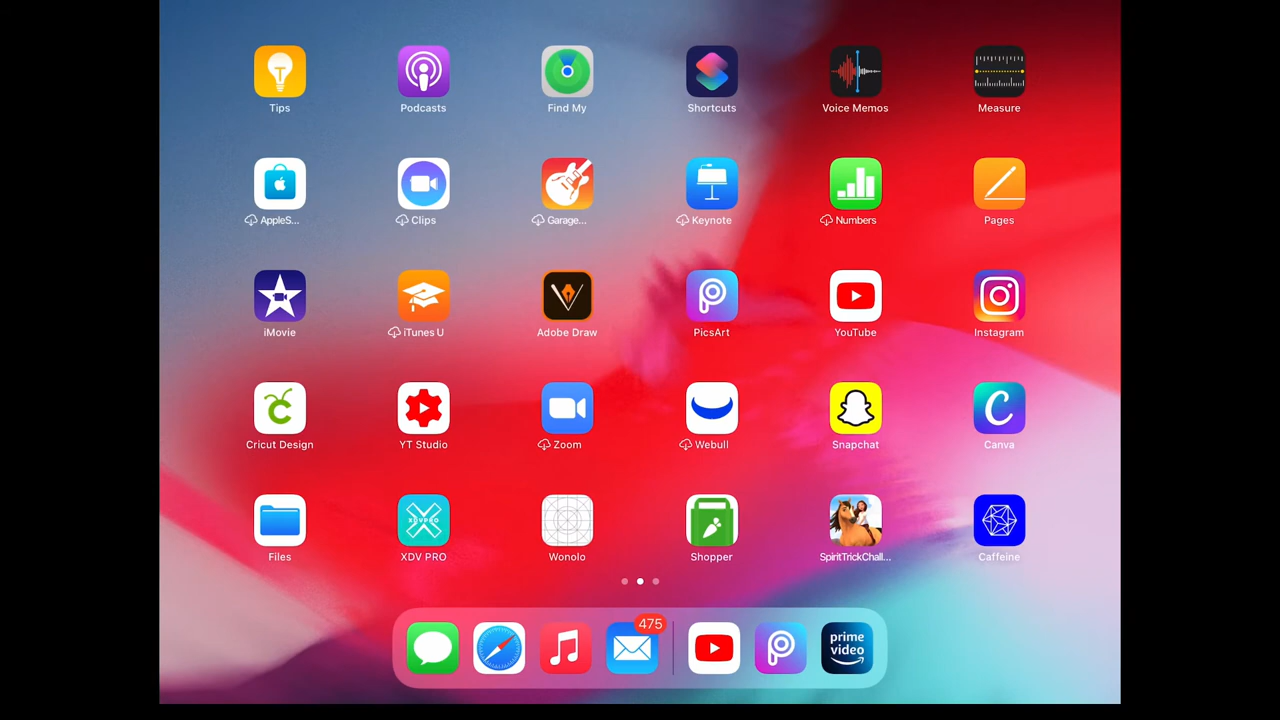 Tips
Podcasts
Find My
Shortcuts
Voice Memos
Measure
AppleS...
Clips
Garage...
Keynote
Numbers
Pages
iMovie
iTunes U
Adobe Draw
PicsArt
YouTube
Instagram
Cricut Design
YT Studio
Zoom
Webull
Snapchat
Canva
XDVPRO
Files
XDV PRO
Wonolo
Shopper
SpiritTrickChall...
Caffeine
475
prime
video